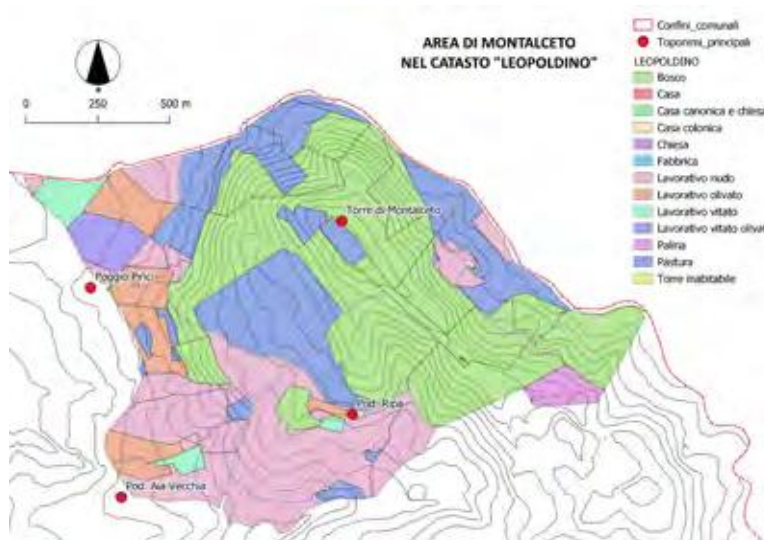 AREA DI MONTALCETO
NEL CATASTO "LEOPOLDINO"
0 250 500 m
Confini_comunali
Toponimi_principali
LEOPOLDINO
Bosco
Casa
Casa canonica e chiesa
Casa colonica
Chiesa
Fabbrica
Lavorativo nudo
Lavorativo olivato
Lavorativo vitato
Lavorativo vitato olivat
Palina
Pastura
Torre inabitabile
Torre di Montalceto
Poggio Pinci
Pod. Ripa
Pod. Aia Vecchia